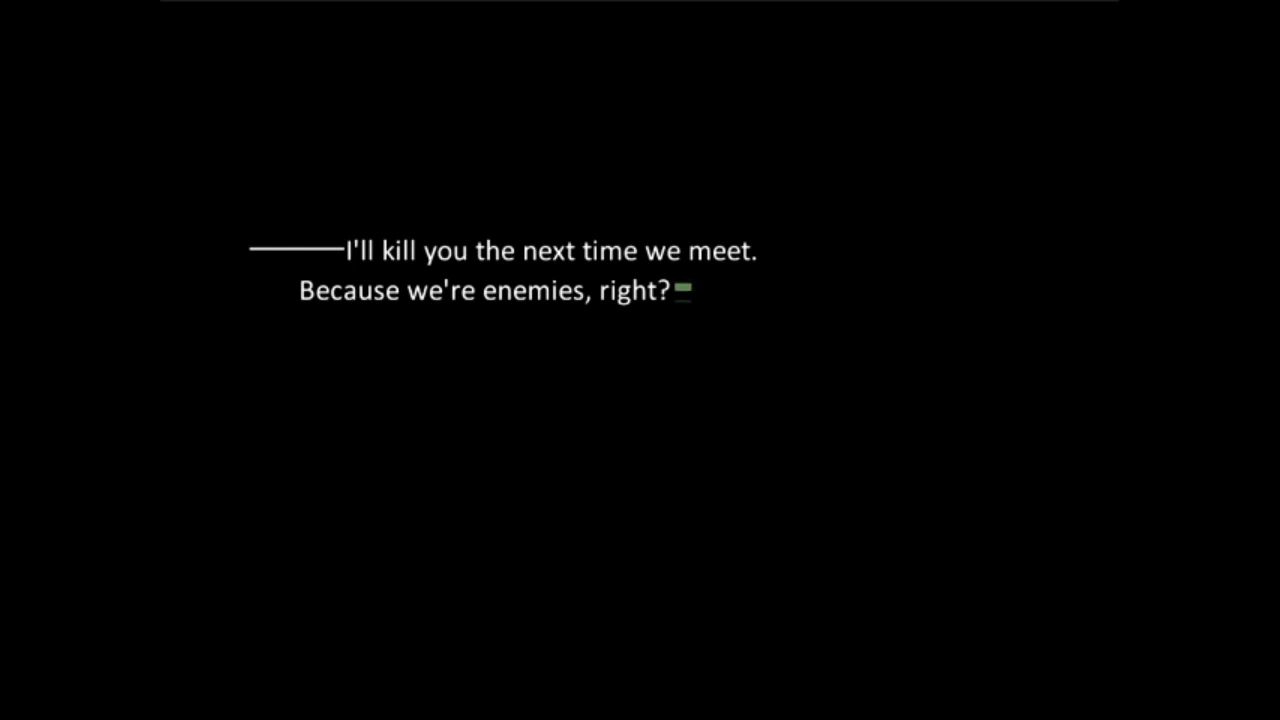 ———I'll kill you the next time we meet.
Because we're enemies, right?